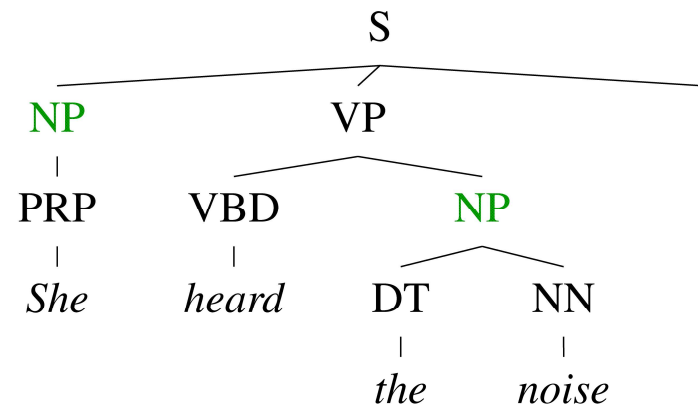 S
NP VP
PRP VBD NP
She heard DT NN
the noise